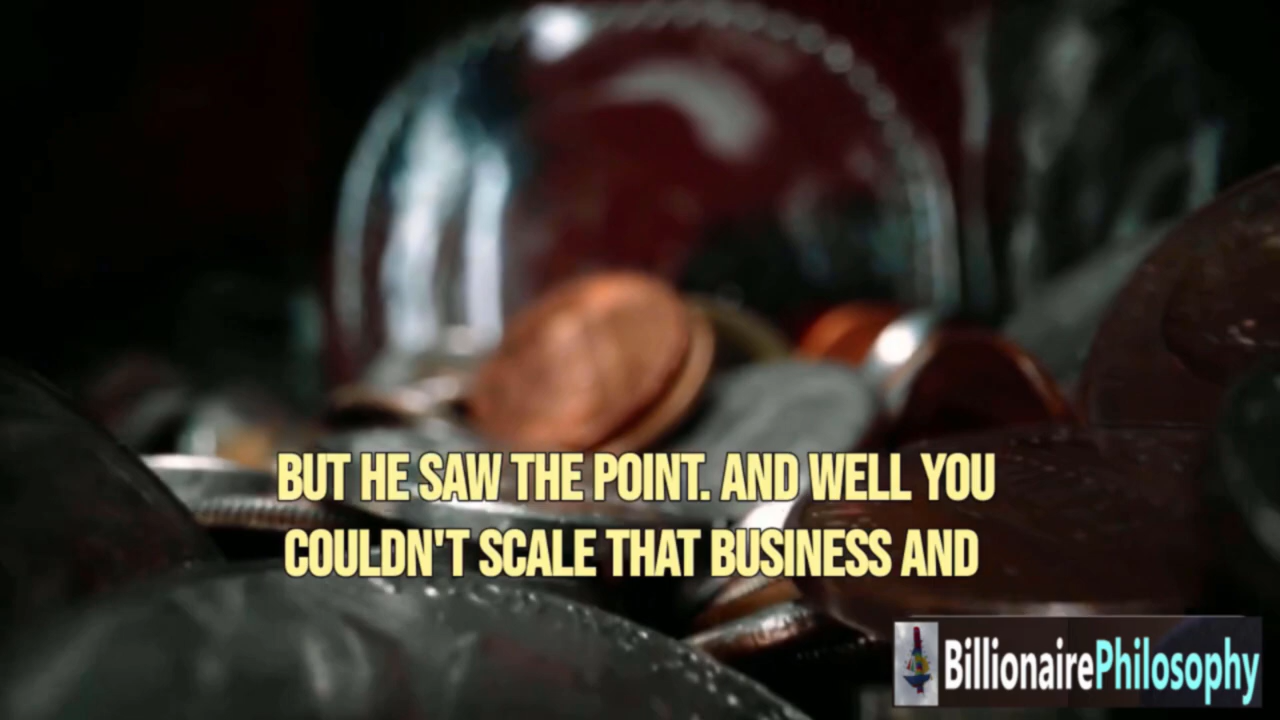 BUT HE SAW THE POINT. AND WELL YOU
COULDN'T SCALE THAT BUSINESS AND
BillionairePhilosophy